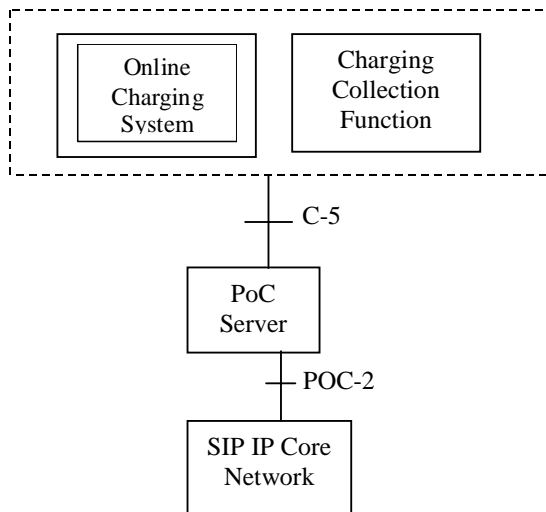 Online
Charging
System
Charging
Collection
Function
C-5
PoC
Server
POC-2
SIP IP Core
Network